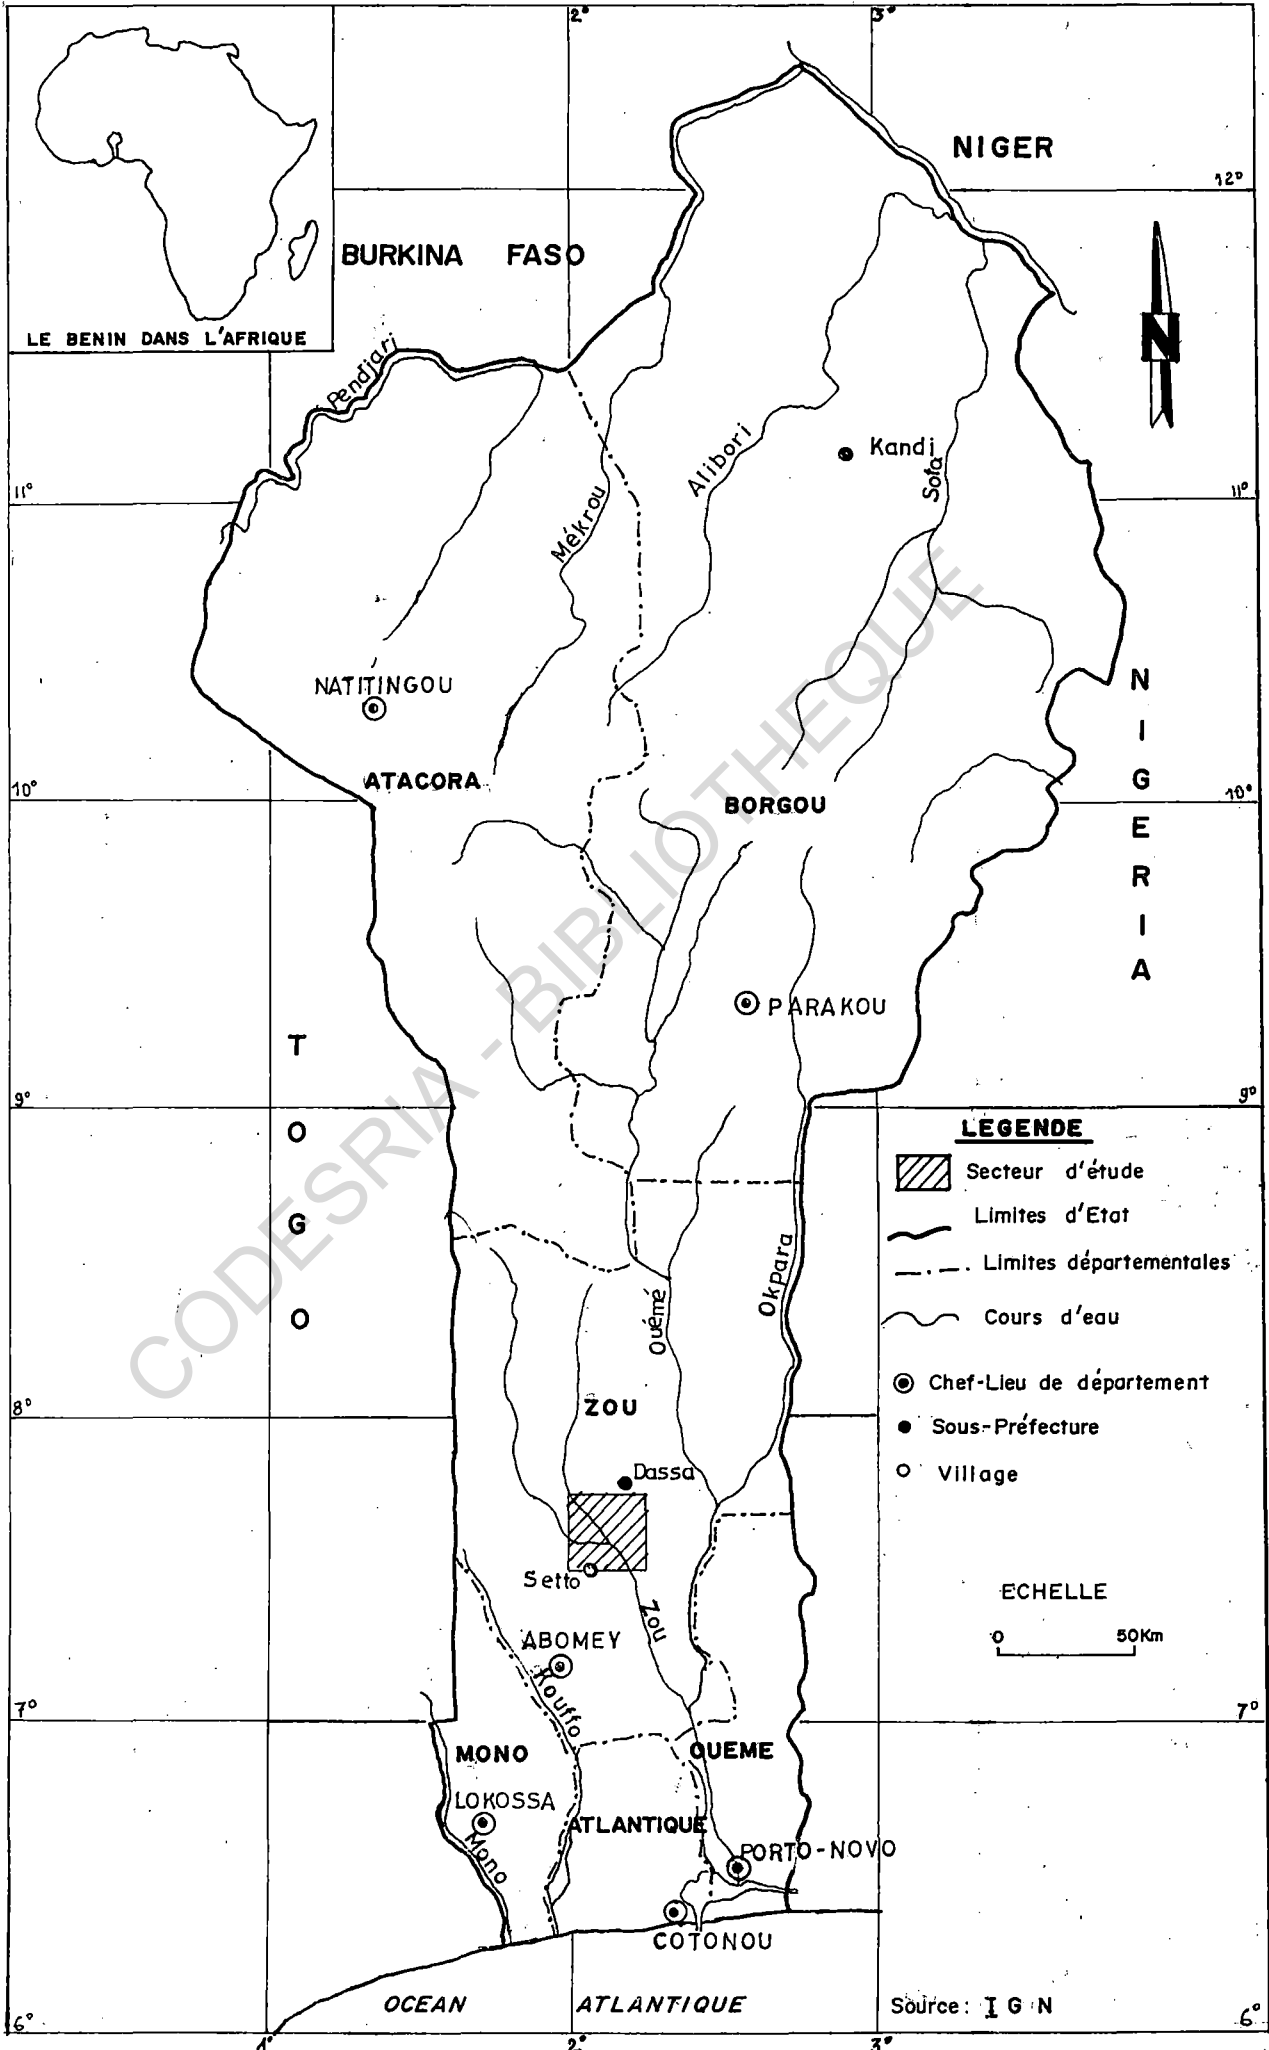 2° 3°
NIGER
12°
BURKINA FASO
LE BENIN DANS L'AFRIQUE
N
Pendjari
Kandi
Alibori
Sota
11° 11°
Mékrou
NATITINGOU
NIGERIA
ATACORA
10° 10°
BORGOU
PARAKOU
TOGO
9° 9°
LEGENDE
Secteur d'étude
Limites d'Etat
Limites départementales
Cours d'eau
Chef-Lieu de département
Sous-Préfecture
Village
Okpara
Ouémé
8°
ZOU
Dassa
Setto
Zou
ECHELLE
0 50Km
ABOMEY
Kouffo
7° 7°
MONO
OUEME
LOKOSSA
Mono
ATLANTIQUE
PORTO-NOVO
COTONOU
OCEAN ATLANTIQUE
Source: I G N
6° 6°
1° 2° 3°
CODESRIA - BIBLIOTHEQUE